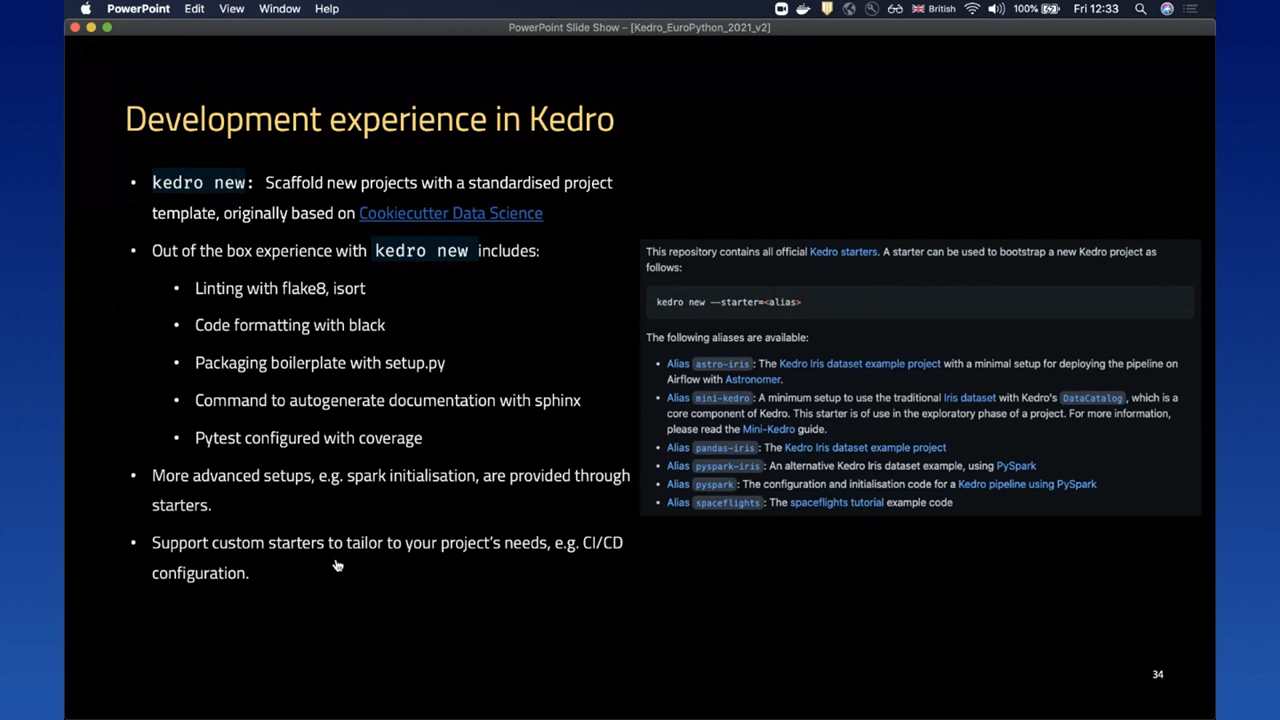 PowerPoint Edit View Window Help British 100% Fri 12:33
PowerPoint Slide Show – [Kedro_EuroPython_2021_v2]
Development experience in Kedro
• kedro new: Scaffold new projects with a standardised project
template, originally based on Cookiecutter Data Science
• Out of the box experience with kedro new includes:
• Linting with flake8, isort
• Code formatting with black
• Packaging boilerplate with setup.py
• Command to autogenerate documentation with sphinx
• Pytest configured with coverage
• More advanced setups, e.g. spark initialisation, are provided through
starters.
• Support custom starters to tailor to your project's needs, e.g. CI/CD
configuration.
This repository contains all official Kedro starters. A starter can be used to bootstrap a new Kedro project as
follows:
kedro new --starter=<alias>
The following aliases are available:
• Alias astro-iris: The Kedro Iris dataset example project with a minimal setup for deploying the pipeline on
Airflow with Astronomer.
• Alias mini-kedro: A minimum setup to use the traditional Iris dataset with Kedro's DataCatalog, which is a
core component of Kedro. This starter is of use in the exploratory phase of a project. For more information,
please read the Mini-Kedro guide.
• Alias pandas-iris: The Kedro Iris dataset example project
• Alias pyspark-iris: An alternative Kedro Iris dataset example, using PySpark
• Alias pyspark: The configuration and initialisation code for a Kedro pipeline using PySpark
• Alias spaceflights: The spaceflights tutorial example code
34